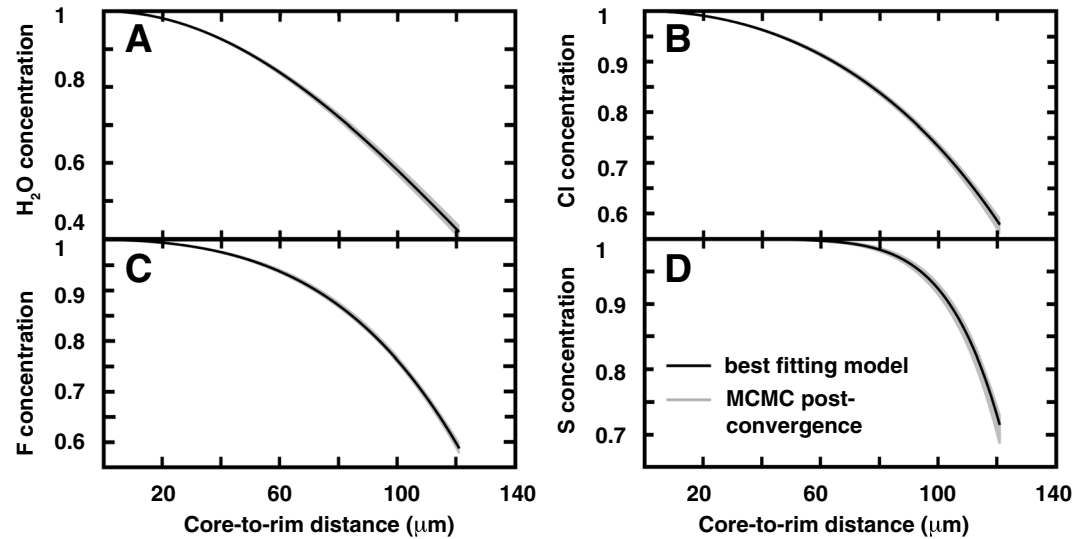 A
H₂O concentration
1
0.8
0.6
0.4
B
Cl concentration
1
0.9
0.8
0.7
0.6
C
F concentration
1
0.9
0.8
0.7
0.6
20
60
100
140
Core-to-rim distance (μm)
D
S concentration
1
0.9
0.8
0.7
best fitting model
MCMC post-
convergence
20
60
100
140
Core-to-rim distance (μm)